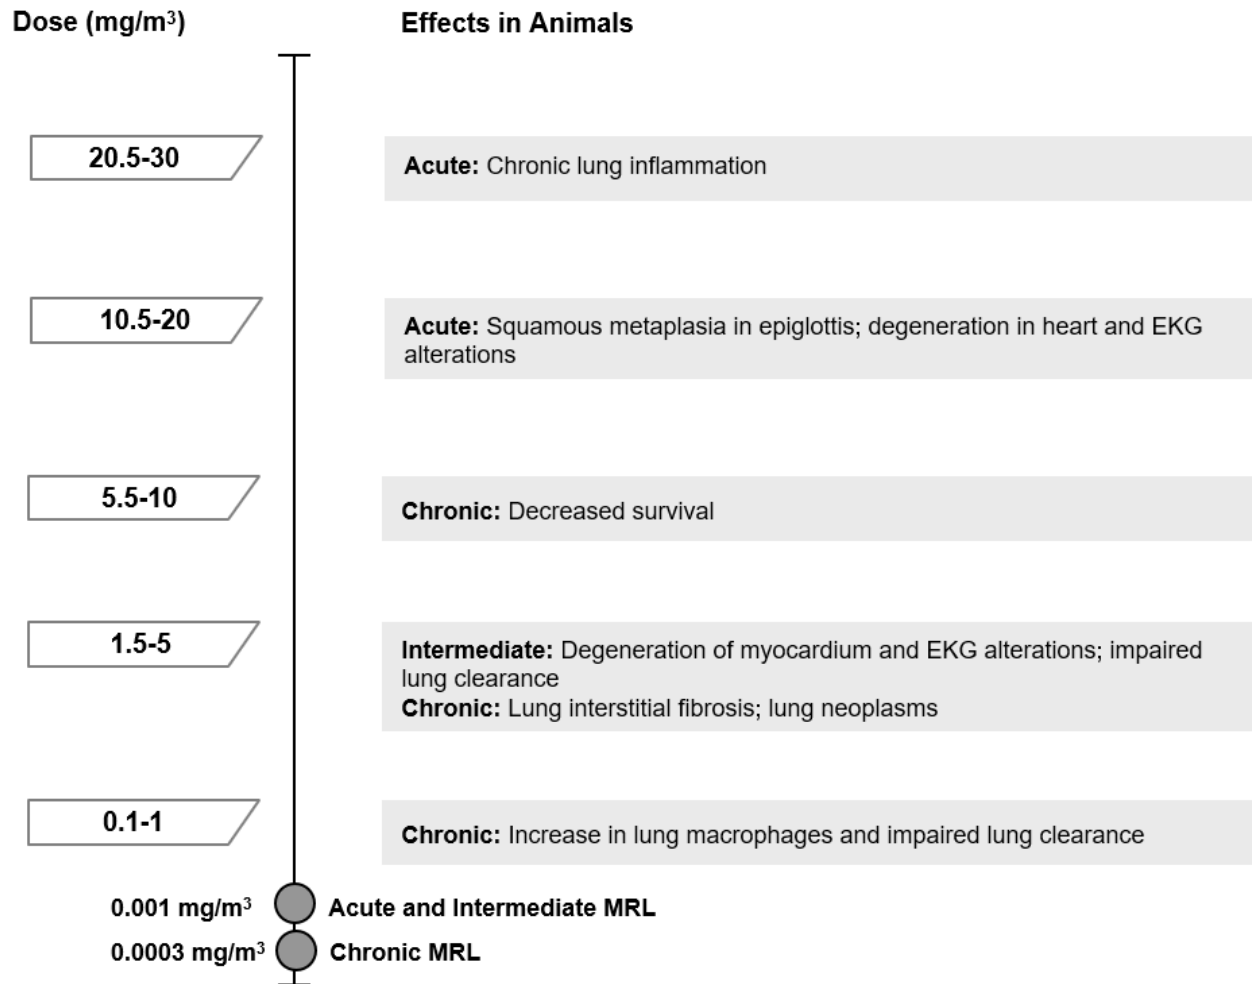 Dose (mg/m³) Effects in Animals
20.5-30
Acute: Chronic lung inflammation
10.5-20
Acute: Squamous metaplasia in epiglottis; degeneration in heart and EKG
alterations
5.5-10
Chronic: Decreased survival
1.5-5
Intermediate: Degeneration of myocardium and EKG alterations; impaired
lung clearance
Chronic: Lung interstitial fibrosis; lung neoplasms
0.1-1
Chronic: Increase in lung macrophages and impaired lung clearance
0.001 mg/m³ Acute and Intermediate MRL
0.0003 mg/m³ Chronic MRL